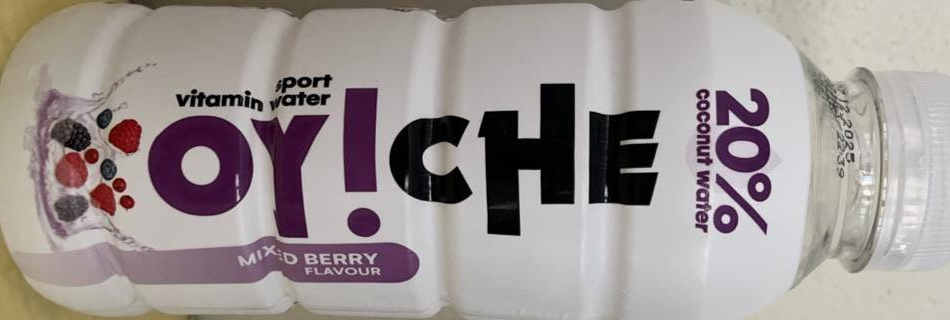 sport
vitamin water
OY!CHE
MIXED BERRY
FLAVOUR
20%
coconut water